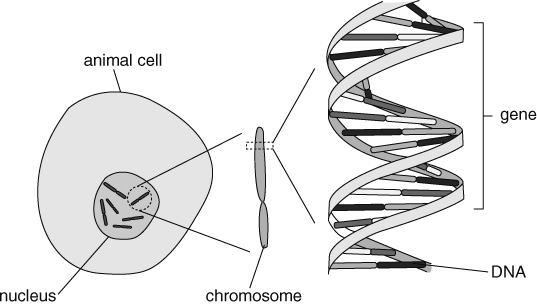 animal cell
gene
DNA
nucleus
chromosome